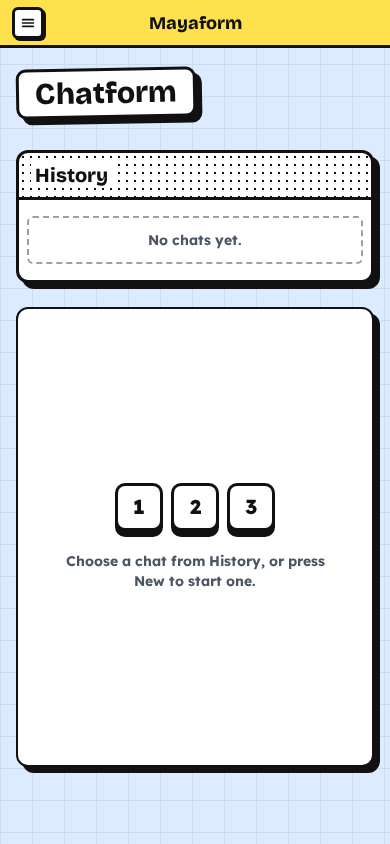 Mayaform
Chatform
History
No chats yet.
1 2 3
Choose a chat from History, or press
New to start one.